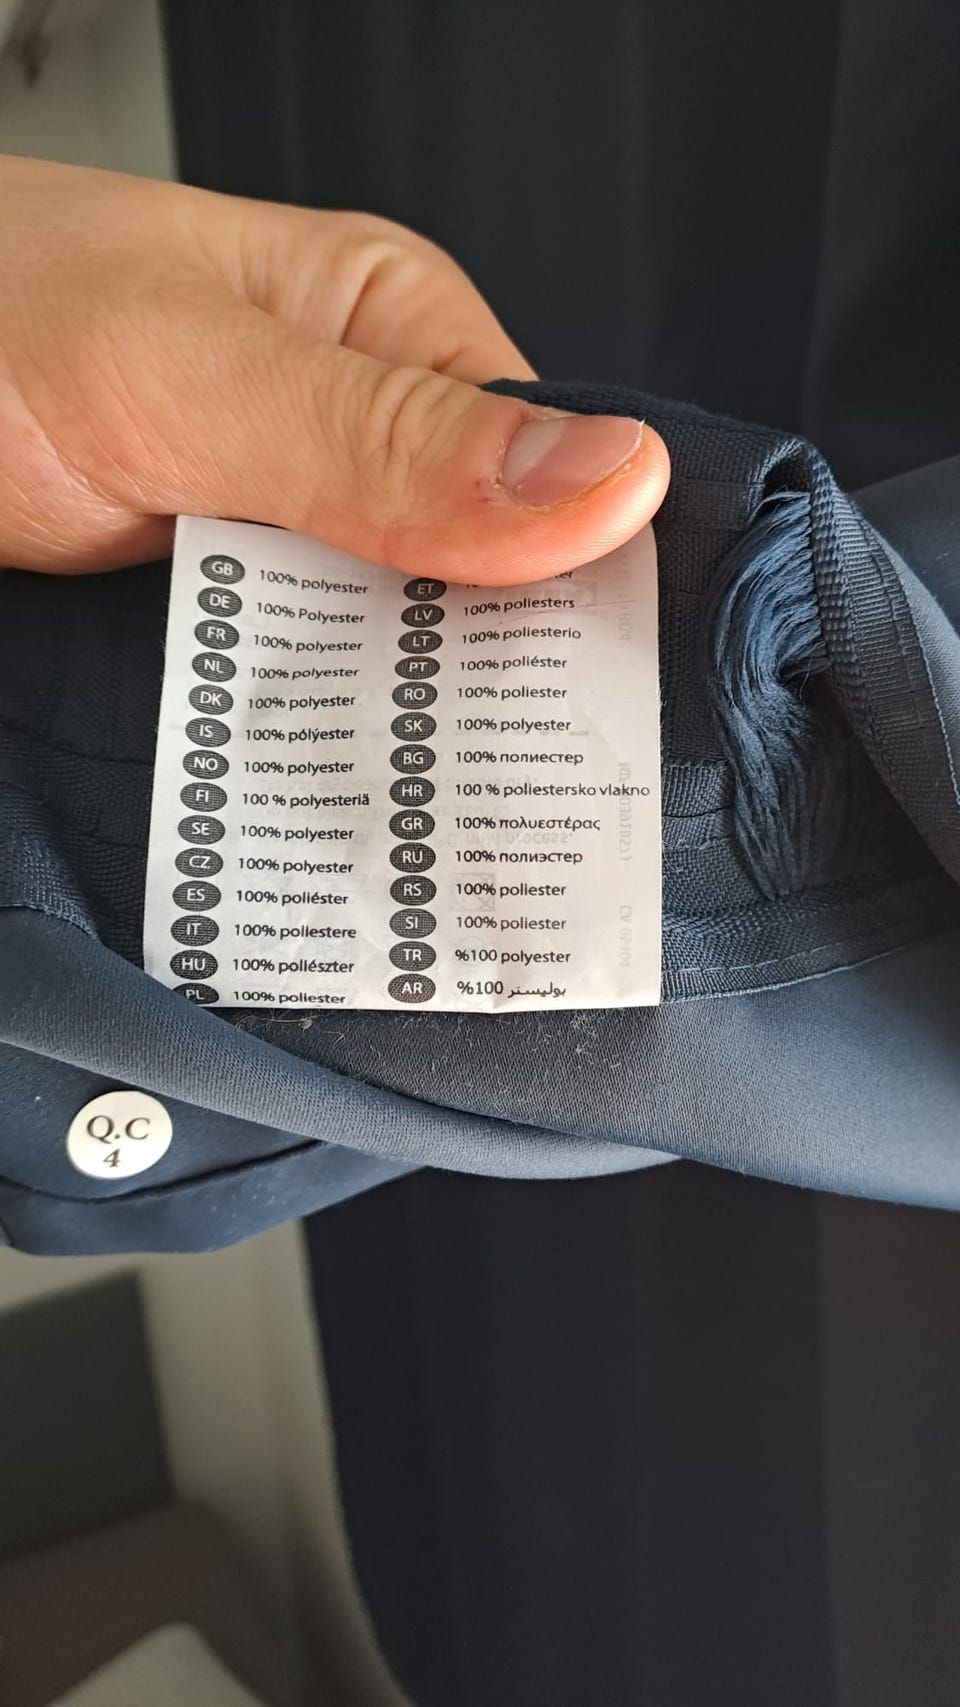 GB 100% polyester
DE 100% Polyester
FR 100% polyester
NL 100% polyester
DK 100% polyester
IS 100% pólýester
NO 100% polyester
FI 100 % polyesteriä
SE 100% polyester
CZ 100% polyester
ES 100% poliéster
IT 100% poliestere
HU 100% poliészter
PL 100% poliester
ET
LV 100% poliesters
LT 100% poliesterio
PT 100% poliéster
RO 100% poliester
SK 100% polyester
BG 100% полиестер
HR 100 % poliestersko vlakno
GR 100% πολυεστέρας
RU 100% полиэстер
RS 100% poliester
SI 100% poliester
TR %100 polyester
AR %100 بوليستر
Q.C
4